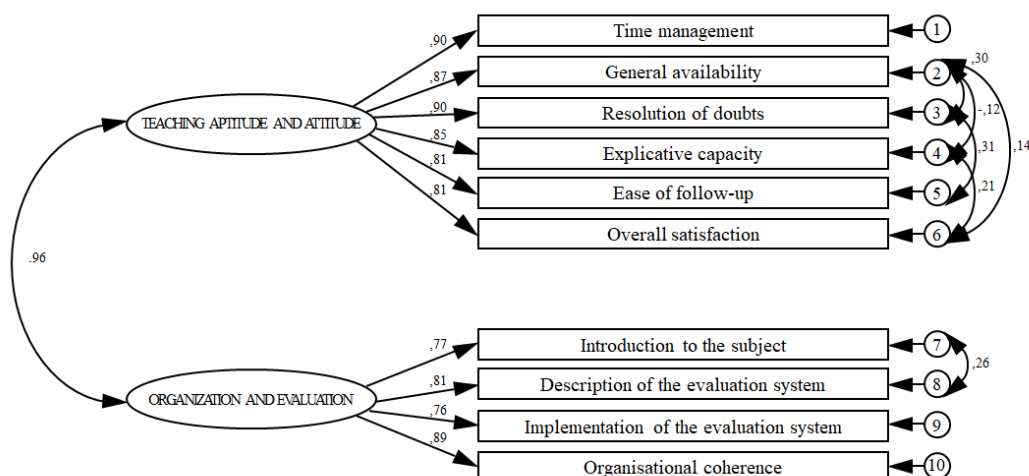 ,90
Time management
1
,87
General availability
2
,30
TEACHING APTITUDE AND ATTITUDE
,90
Resolution of doubts
3
-,12
,85
Explicative capacity
4
,31
,14
,81
Ease of follow-up
5
,21
,81
Overall satisfaction
6
.96
,77
Introduction to the subject
7
,26
ORGANIZATION AND EVALUATION
,81
Description of the evaluation system
8
,76
Implementation of the evaluation system
9
,89
Organisational coherence
10